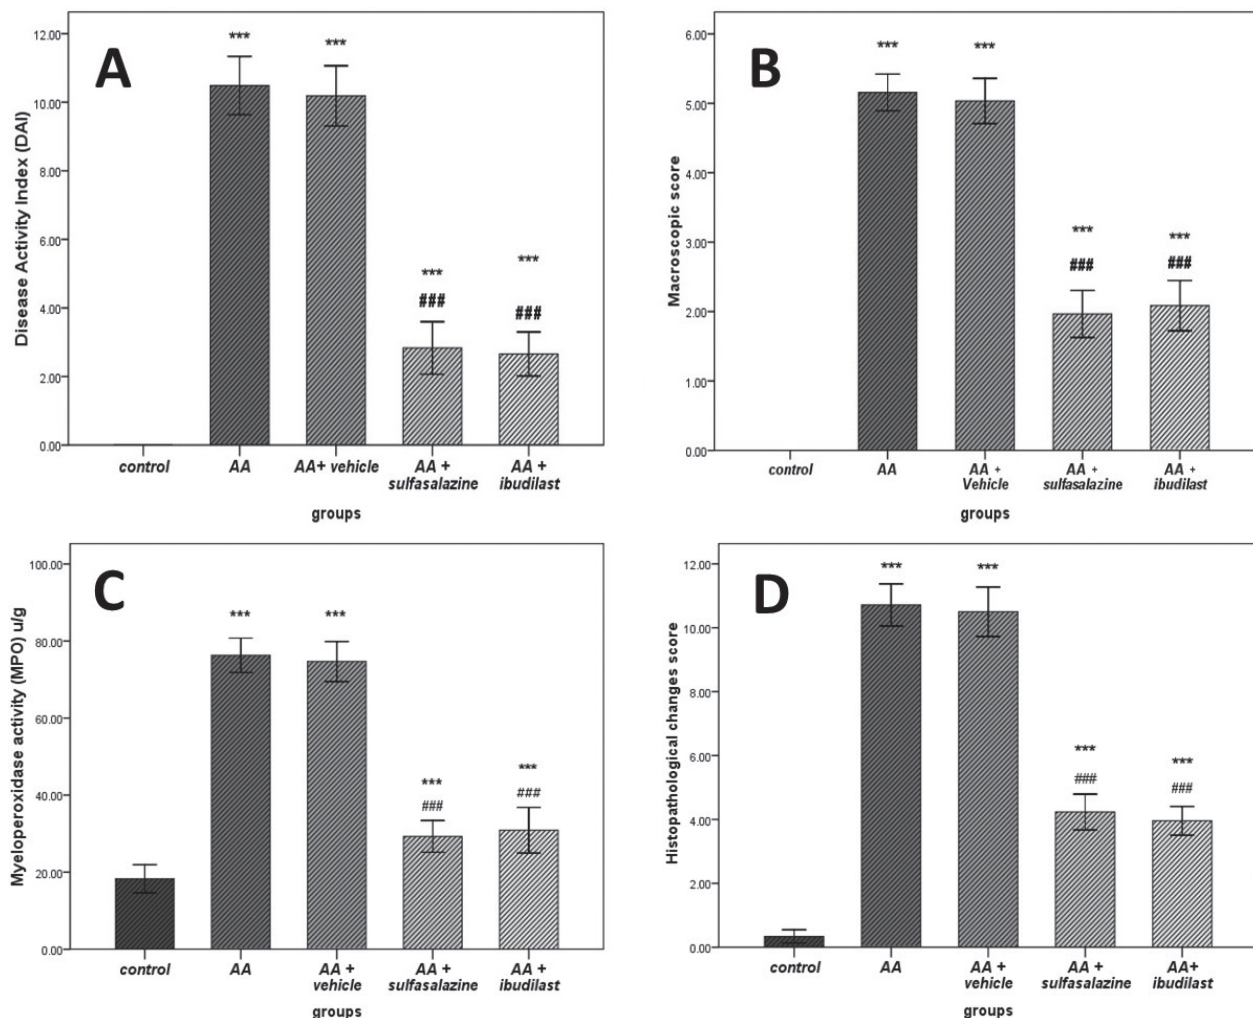 A
Disease Activity Index (DAI)
12.00
10.00
8.00
6.00
4.00
2.00
0.00
***
***
***
###
***
###
control
AA
AA+ vehicle
AA +
sulfasalazine
AA +
ibudilast
groups
B
Macroscopic score
6.00
5.00
4.00
3.00
2.00
1.00
0.00
***
***
***
###
***
###
control
AA
AA +
Vehicle
AA +
sulfasalazine
AA +
ibudilast
groups
C
Myeloperoxidase activity (MPO) u/g
100.00
80.00
60.00
40.00
20.00
0.00
***
***
***
###
***
###
control
AA
AA +
vehicle
AA +
sulfasalazine
AA +
ibudilast
groups
D
Histopathological changes score
12.00
10.00
8.00
6.00
4.00
2.00
0.00
***
***
***
###
***
###
control
AA
AA +
vehicle
AA +
sulfasalazine
AA+
ibudilast
groups